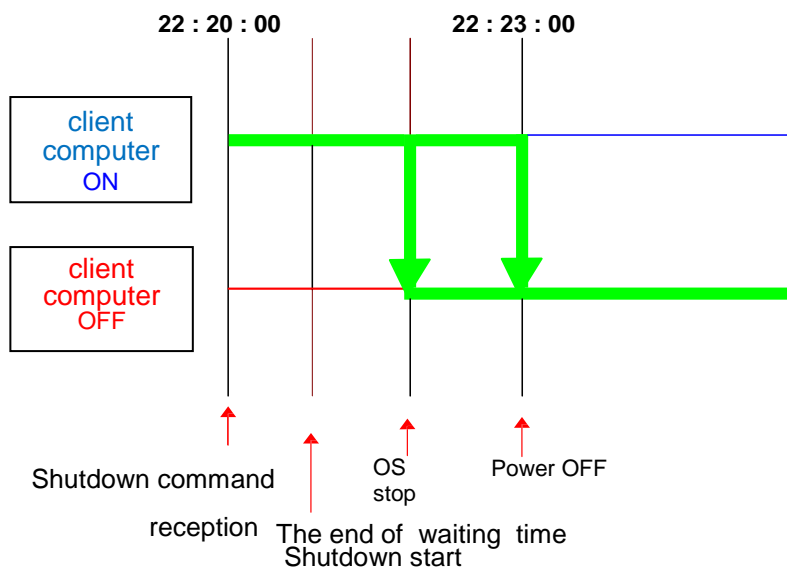 22 : 20 : 00
22 : 23 : 00
client
computer
ON
client
computer
OFF
Shutdown command
reception
The end of waiting time
Shutdown start
OS
stop
Power OFF